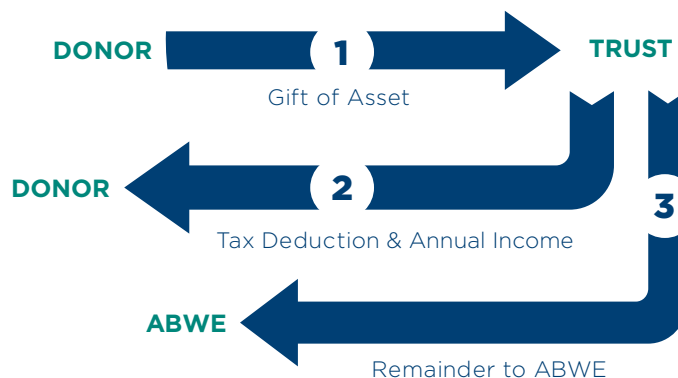 DONOR
1
TRUST
Gift of Asset
DONOR
2
3
Tax Deduction & Annual Income
ABWE
Remainder to ABWE